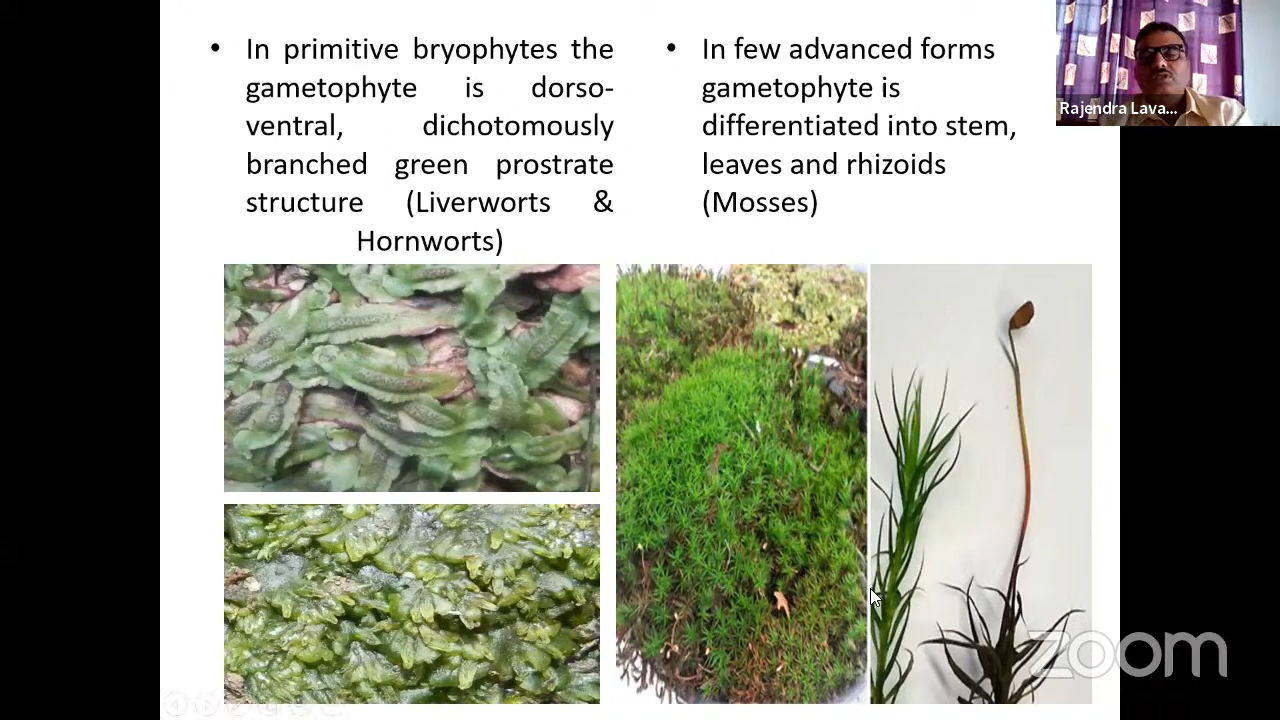 • In primitive bryophytes the
gametophyte is dorso-
ventral, dichotomously
branched green prostrate
structure (Liverworts &
Hornworts)
• In few advanced forms
gametophyte is
differentiated into stem,
leaves and rhizoids
(Mosses)
Rajendra Lava...
zoom